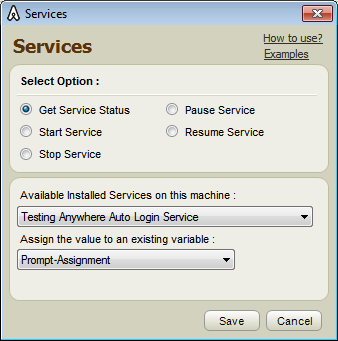 Services
Services
How to use?
Examples
Select Option :
Get Service Status
Pause Service
Start Service
Resume Service
Stop Service
Available Installed Services on this machine :
Testing Anywhere Auto Login Service
Assign the value to an existing variable :
Prompt-Assignment
Save
Cancel